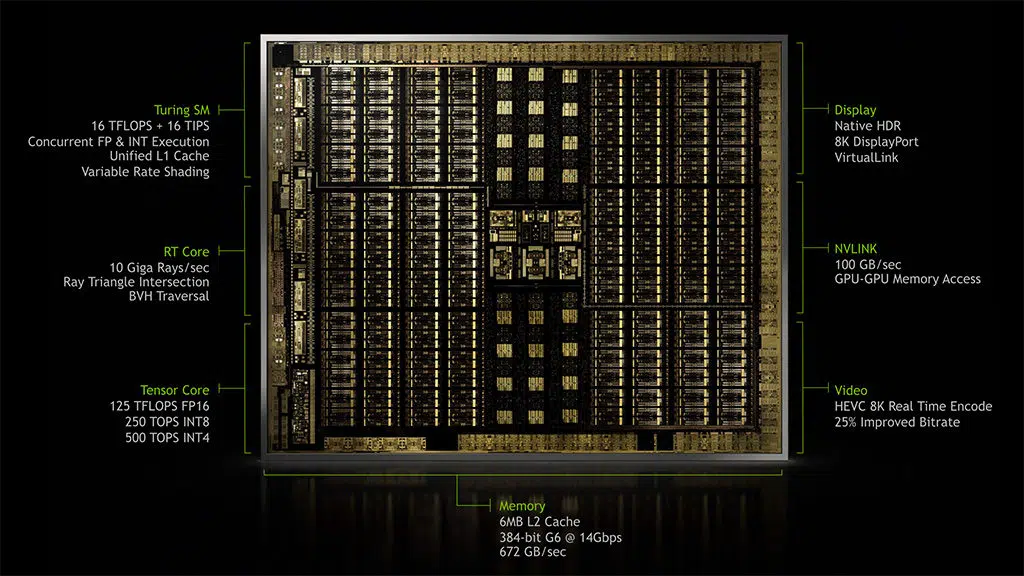 Turing SM
16 TFLOPS + 16 TIPS
Concurrent FP & INT Execution
Unified L1 Cache
Variable Rate Shading
RT Core
10 Giga Rays/sec
Ray Triangle Intersection
BVH Traversal
Tensor Core
125 TFLOPS FP16
250 TOPS INT8
500 TOPS INT4
Display
Native HDR
8K DisplayPort
VirtualLink
NVLINK
100 GB/sec
GPU-GPU Memory Access
Video
HEVC 8K Real Time Encode
25% Improved Bitrate
Memory
6MB L2 Cache
384-bit G6 @ 14Gbps
672 GB/sec